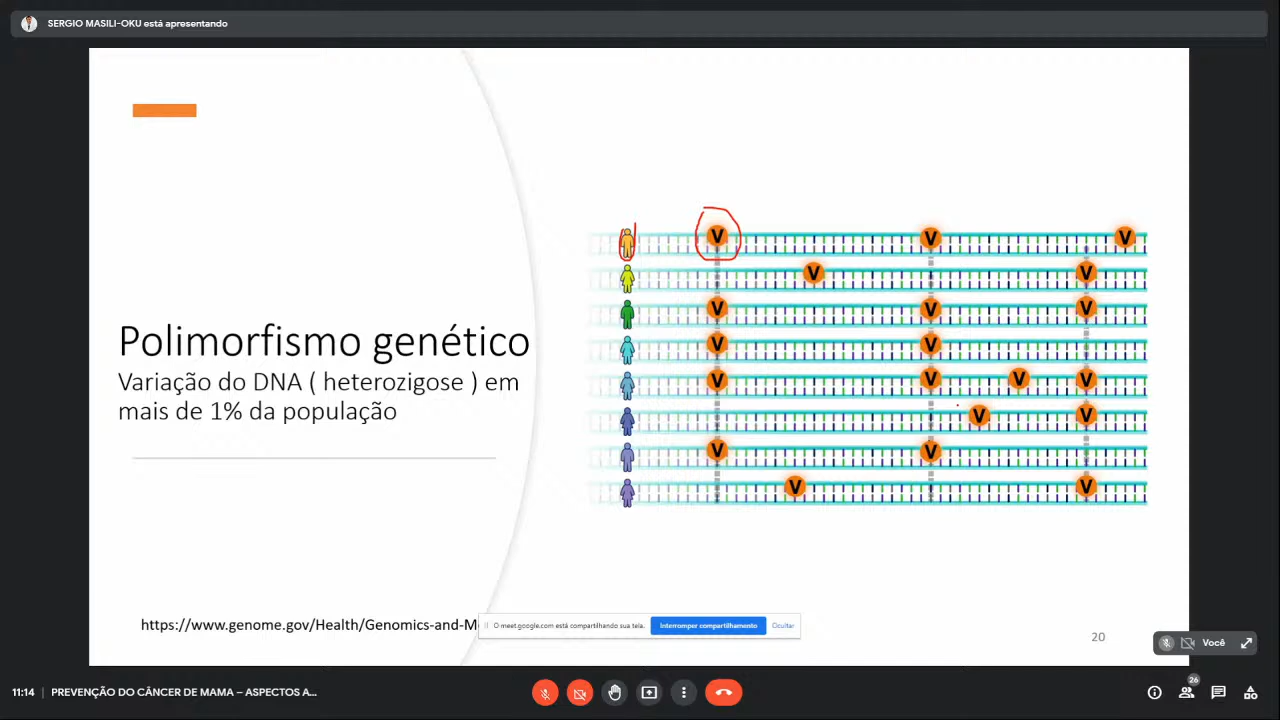 SERGIO MASILI-OKU está apresentando
V V V
V V
V V V
V V
V V V V
V V
V V
V V
Polimorfismo genético
Variação do DNA ( heterozigose ) em
mais de 1% da população
https://www.genome.gov/Health/Genomics-and-M
O meet.google.com está compartilhando sua tela.
Interromper compartilhamento
Ocultar
20
Você
11:14 | PREVENÇÃO DO CÂNCER DE MAMA – ASPECTOS A...
26